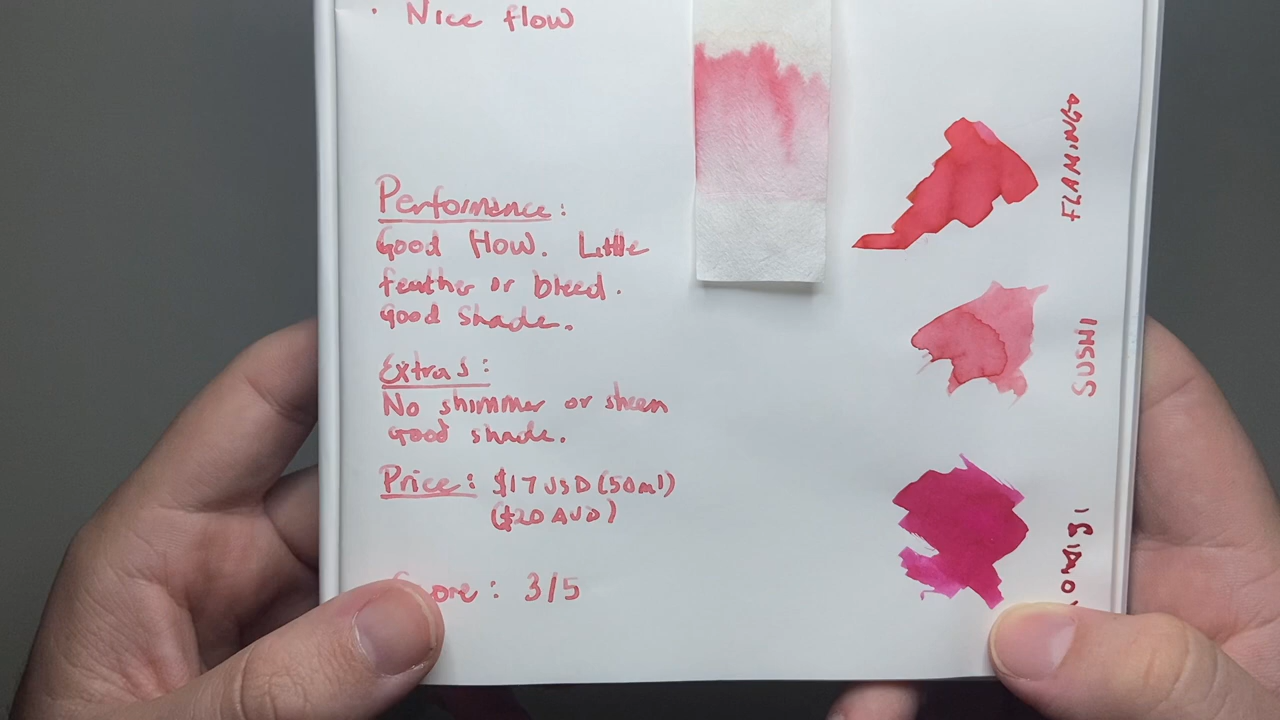 · Nice flow
Performance:
Good flow. Little
feather or bleed.
Good shade.
Extras:
No shimmer or sheen
Good shade.
Price: $17 USD (50ml)
($20 AUD)
3/5
FLAMINGO
SUSHI